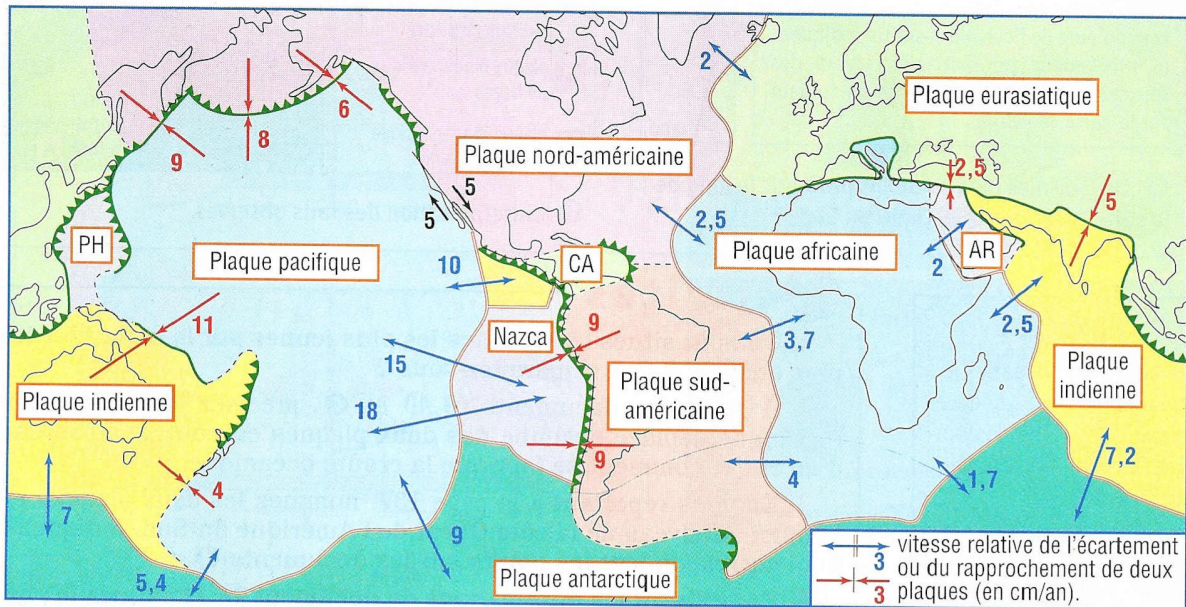 2
Plaque eurasiatique
6
8
9
Plaque nord-américaine
2,5
5
5
5
2,5
PH
Plaque pacifique
10
CA
Plaque africaine
2
AR
11
Nazca
9
3,7
2,5
15
Plaque indienne
Plaque sud-
américaine
Plaque
indienne
18
9
4
4
7
9
1,7
7,2
5,4
Plaque antarctique
3
3
vitesse relative de l'écartement
ou du rapprochement de deux
plaques (en cm/an).